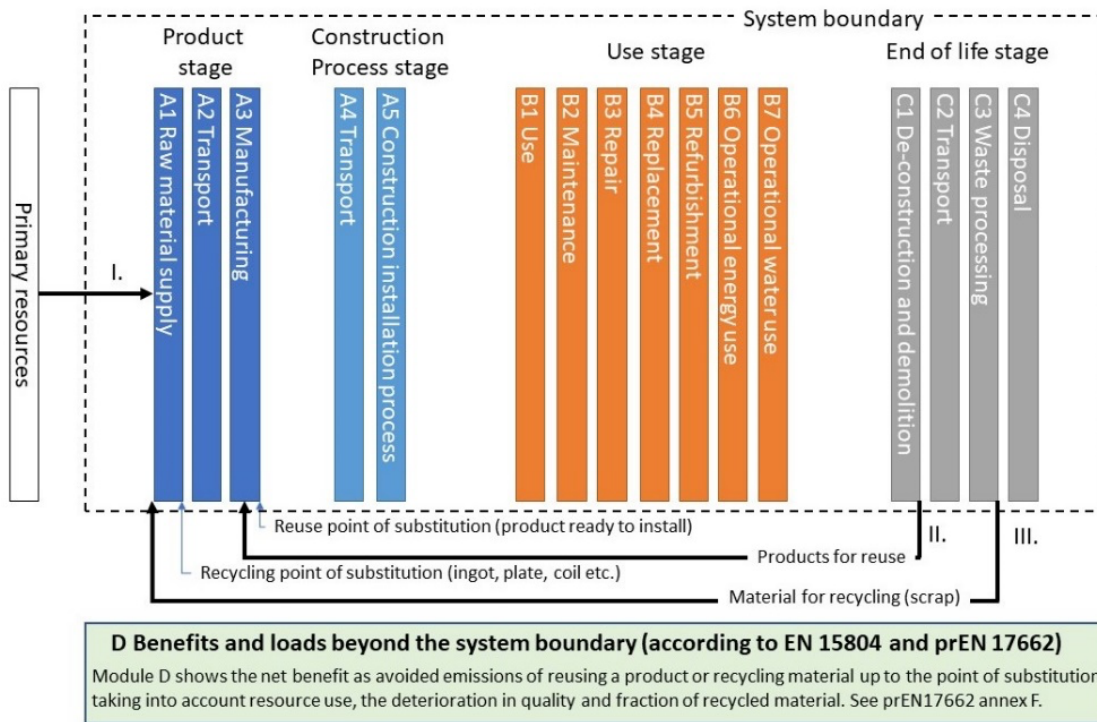 System boundary
Product
stage
Construction
Process stage
Use stage
End of life stage
Primary resources
I.
A1 Raw material supply
A2 Transport
A3 Manufacturing
A4 Transport
A5 Construction installation process
B1 Use
B2 Maintenance
B3 Repair
B4 Replacement
B5 Refurbishment
B6 Operational energy use
B7 Operational water use
C1 De-construction and demolition
C2 Transport
C3 Waste processing
C4 Disposal
Reuse point of substitution (product ready to install)
II.
III.
Products for reuse
Recycling point of substitution (ingot, plate, coil etc.)
Material for recycling (scrap)
D Benefits and loads beyond the system boundary (according to EN 15804 and prEN 17662)
Module D shows the net benefit as avoided emissions of reusing a product or recycling material up to the point of substitution
taking into account resource use, the deterioration in quality and fraction of recycled material. See prEN17662 annex F.